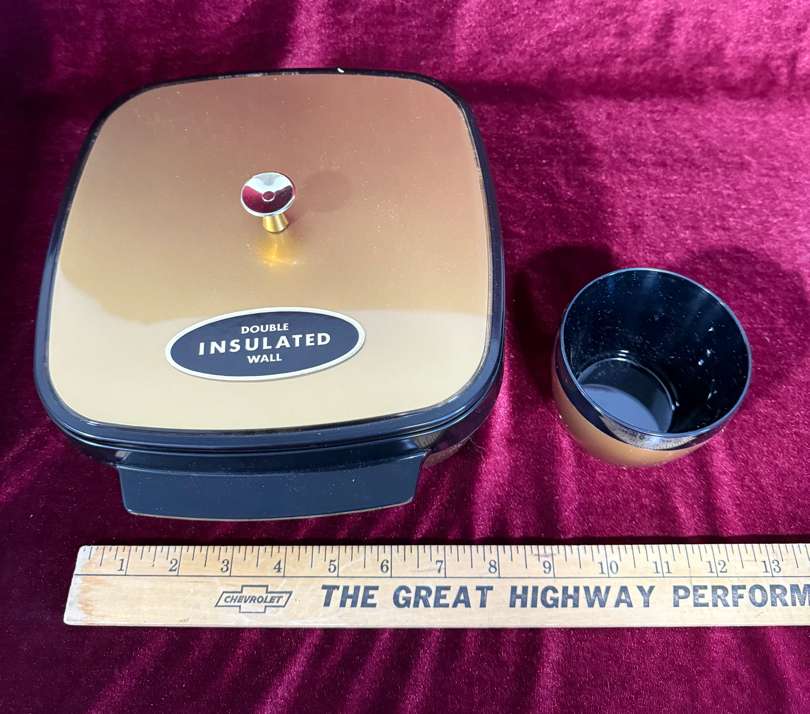 DOUBLE
INSULATED
WALL
1 2 3 4 5 6 7 8 9 10 11 12 13
CHEVROLET THE GREAT HIGHWAY PERFORM